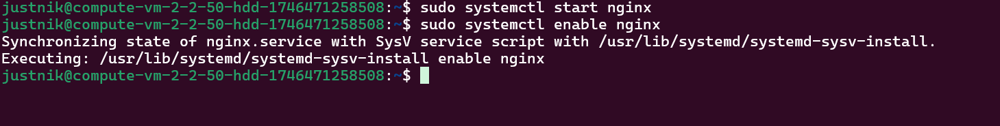 justnik@compute-vm-2-2-50-hdd-1746471258508:~$ sudo systemctl start nginx
justnik@compute-vm-2-2-50-hdd-1746471258508:~$ sudo systemctl enable nginx
Synchronizing state of nginx.service with SysV service script with /usr/lib/systemd/systemd-sysv-install.
Executing: /usr/lib/systemd/systemd-sysv-install enable nginx
justnik@compute-vm-2-2-50-hdd-1746471258508:~$